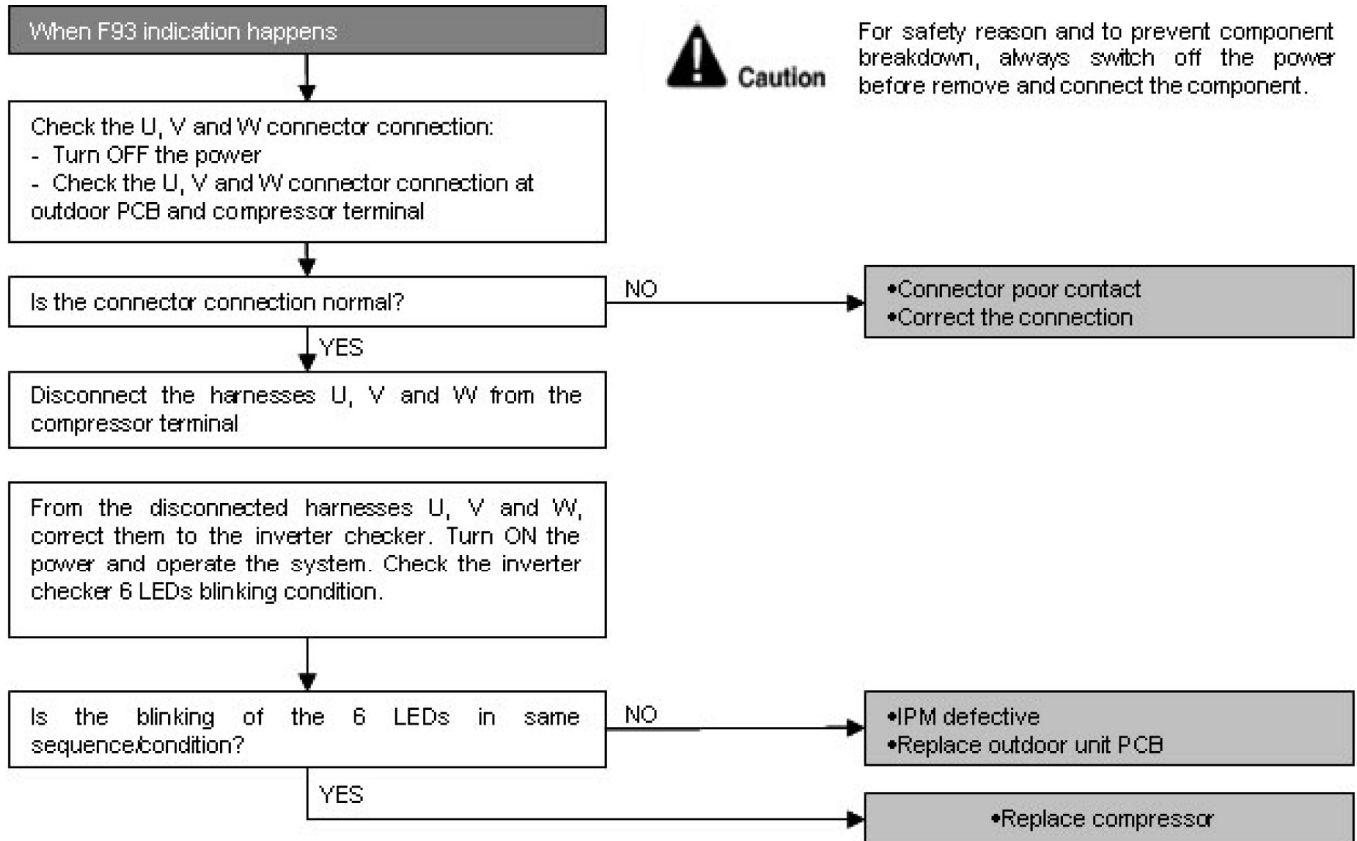 When F93 indication happens
Caution
For safety reason and to prevent component
breakdown, always switch off the power
before remove and connect the component.
Check the U, V and W connector connection:
- Turn OFF the power
- Check the U, V and W connector connection at
outdoor PCB and compressor terminal
Is the connector connection normal?
NO
•Connector poor contact
•Correct the connection
YES
Disconnect the harnesses U, V and W from the
compressor terminal
From the disconnected harnesses U, V and W,
correct them to the inverter checker. Turn ON the
power and operate the system. Check the inverter
checker 6 LEDs blinking condition.
Is the blinking of the 6 LEDs in same
sequence/condition?
NO
•IPM defective
•Replace outdoor unit PCB
YES
•Replace compressor